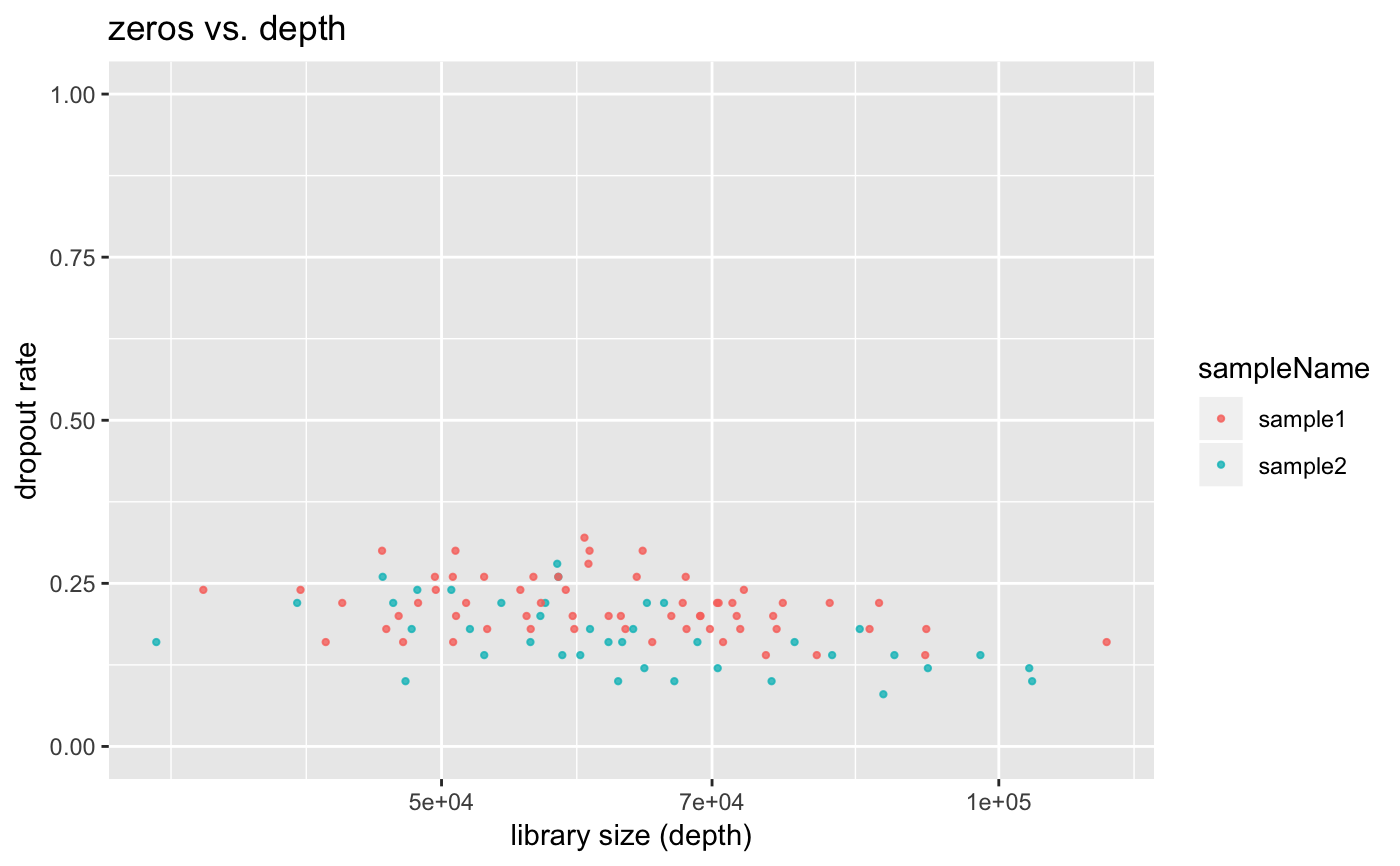 zeros vs. depth
1.00
0.75
0.50
0.25
0.00
dropout rate
5e+04 7e+04 1e+05
library size (depth)
sampleName
sample1
sample2